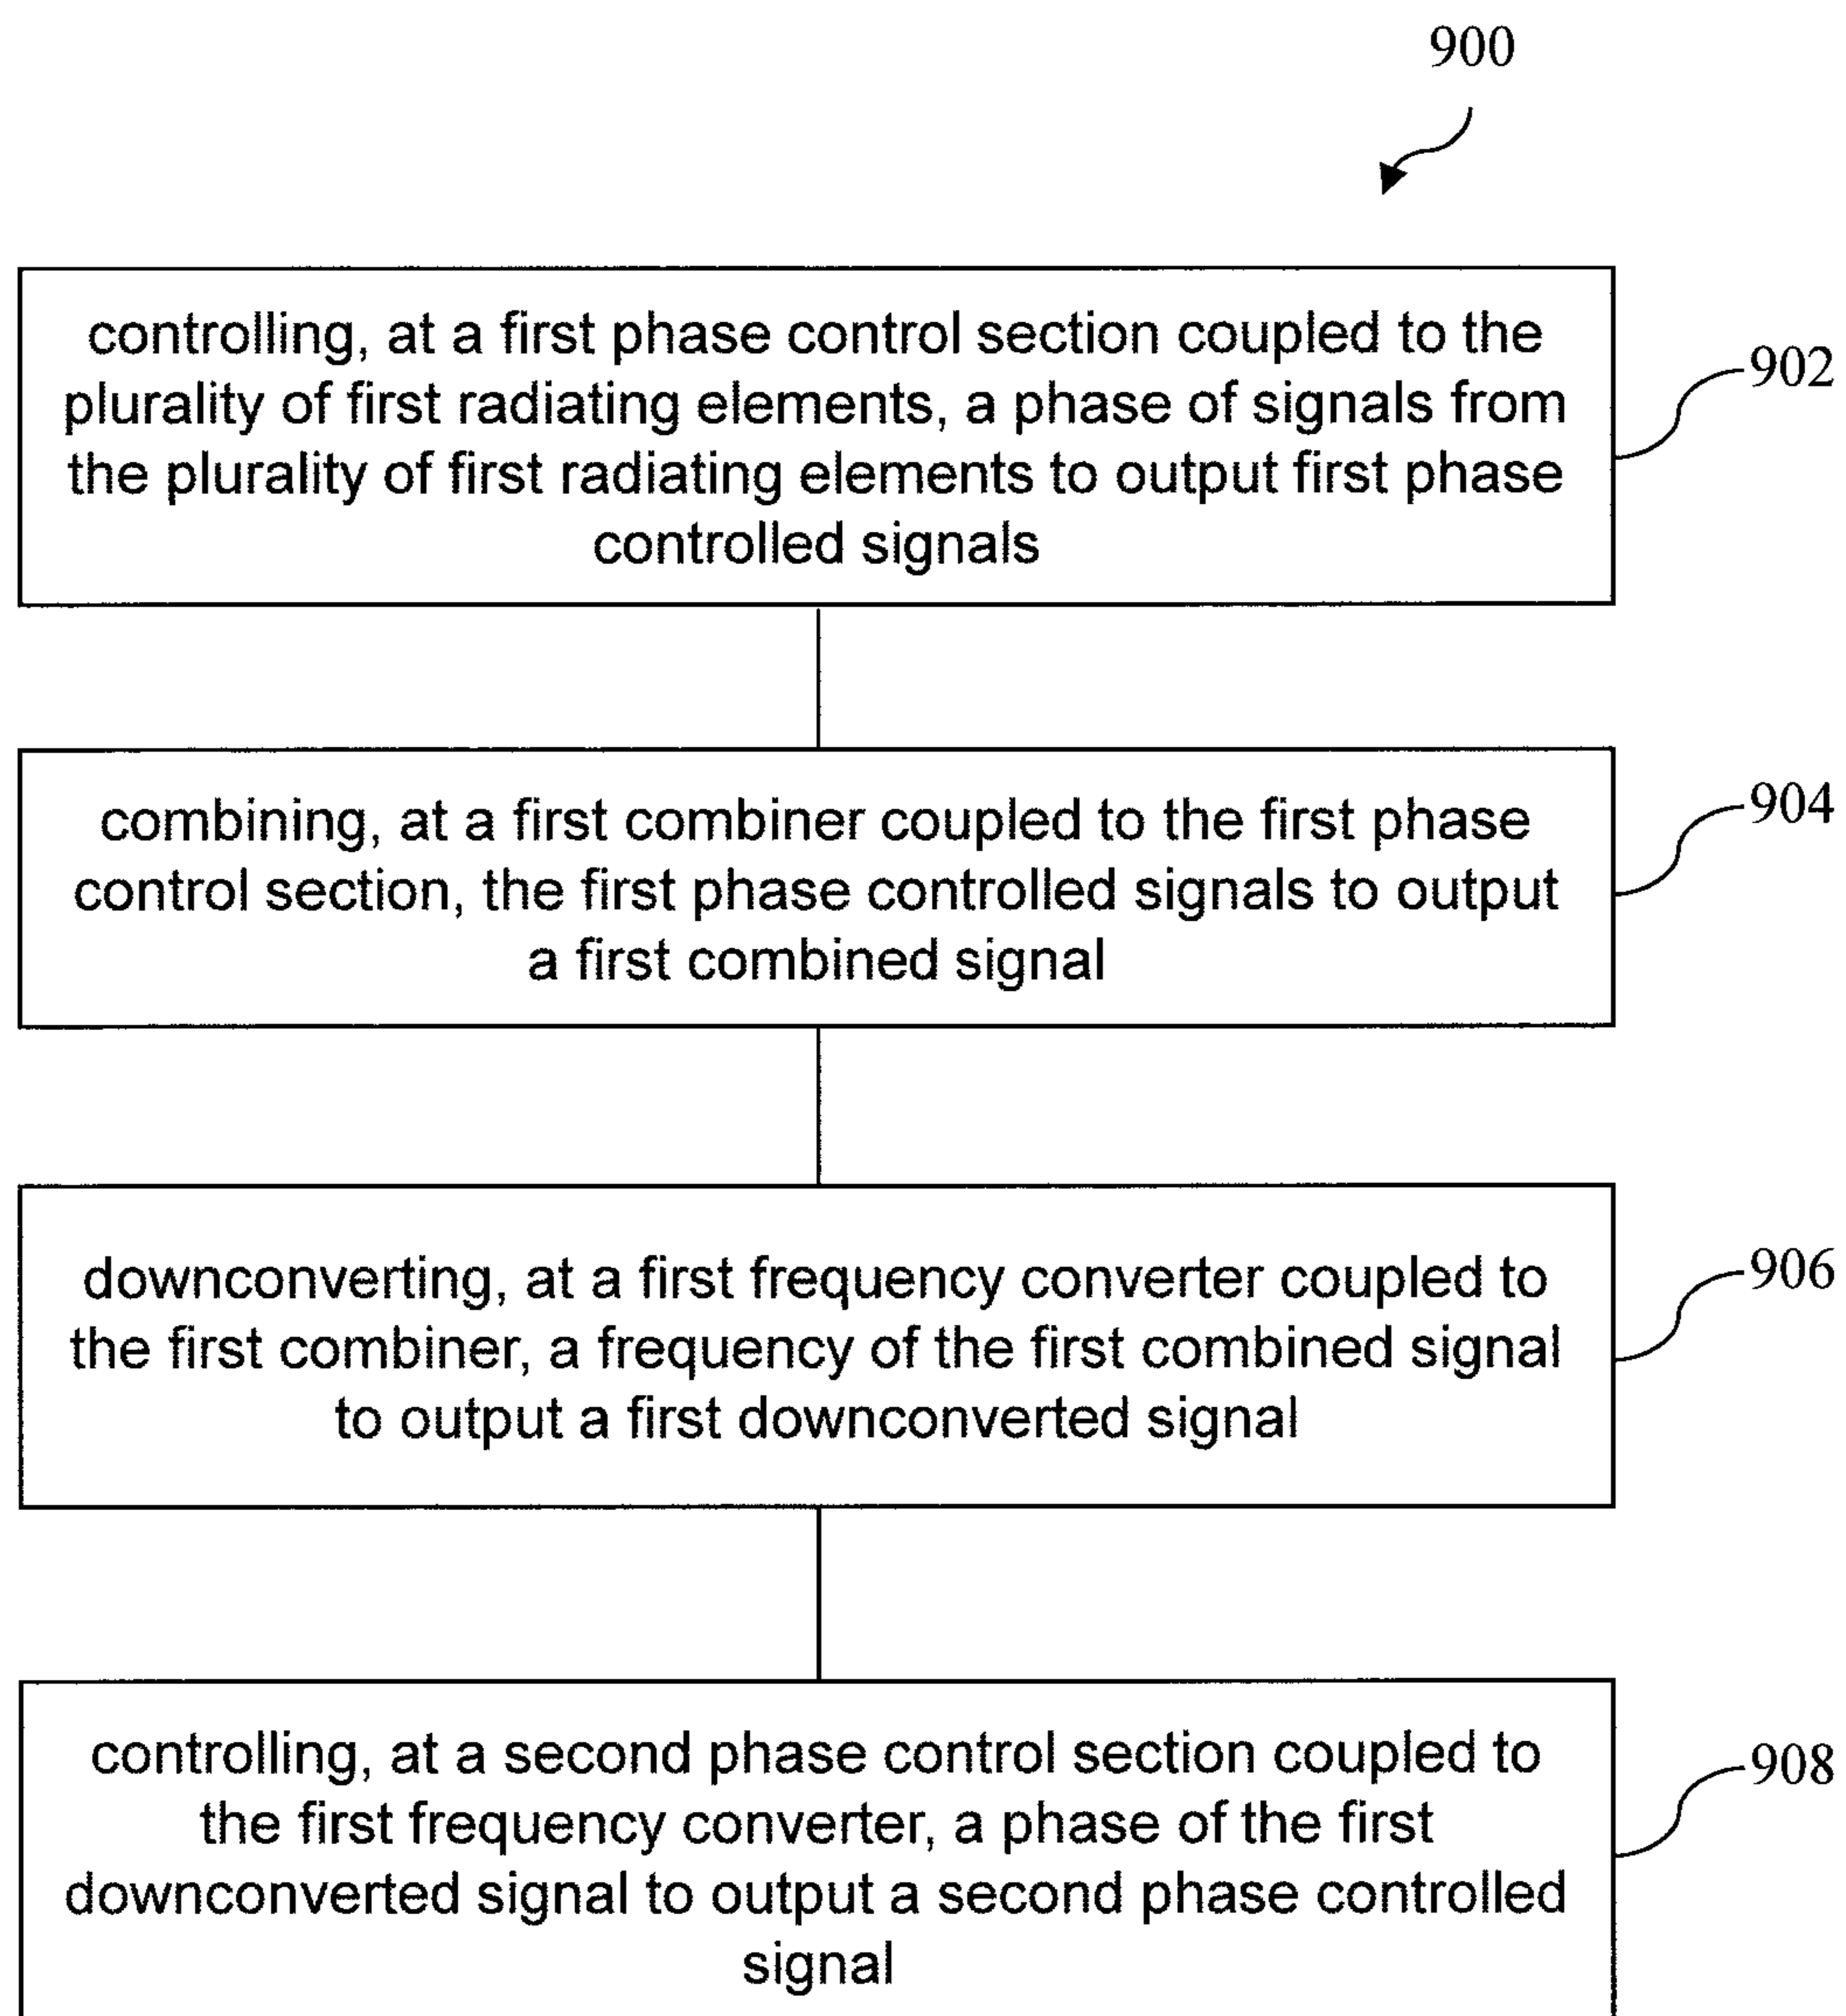 900
controlling, at a first phase control section coupled to the
plurality of first radiating elements, a phase of signals from
the plurality of first radiating elements to output first phase
controlled signals
902
combining, at a first combiner coupled to the first phase
control section, the first phase controlled signals to output
a first combined signal
904
downconverting, at a first frequency converter coupled to
the first combiner, a frequency of the first combined signal
to output a first downconverted signal
906
controlling, at a second phase control section coupled to
the first frequency converter, a phase of the first
downconverted signal to output a second phase controlled
signal
908